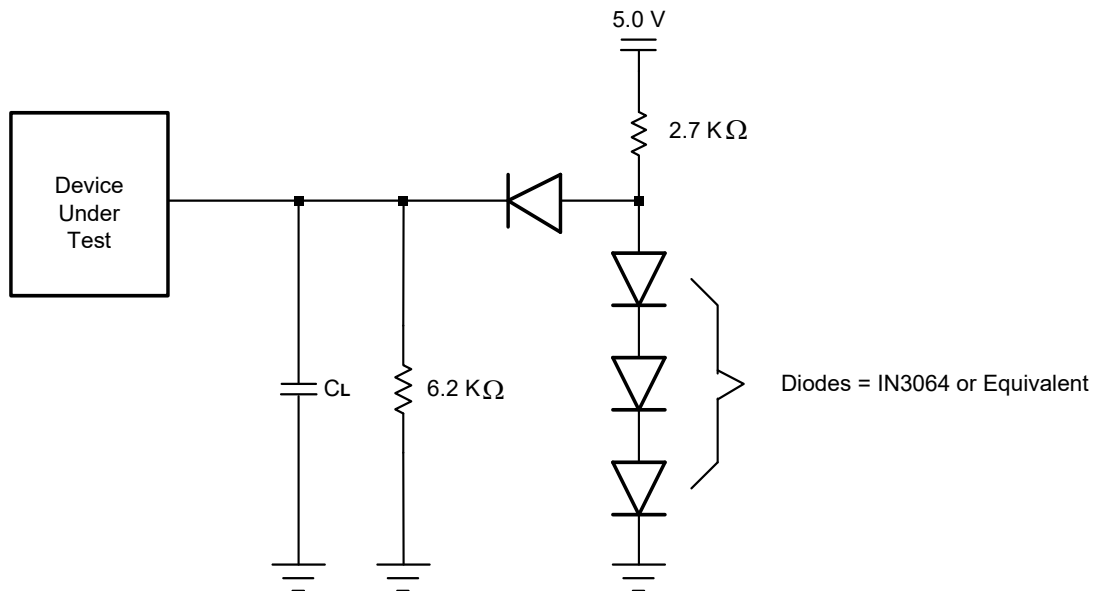 5.0 V
2.7 KΩ
Device
Under
Test
CL
6.2 KΩ
Diodes = IN3064 or Equivalent